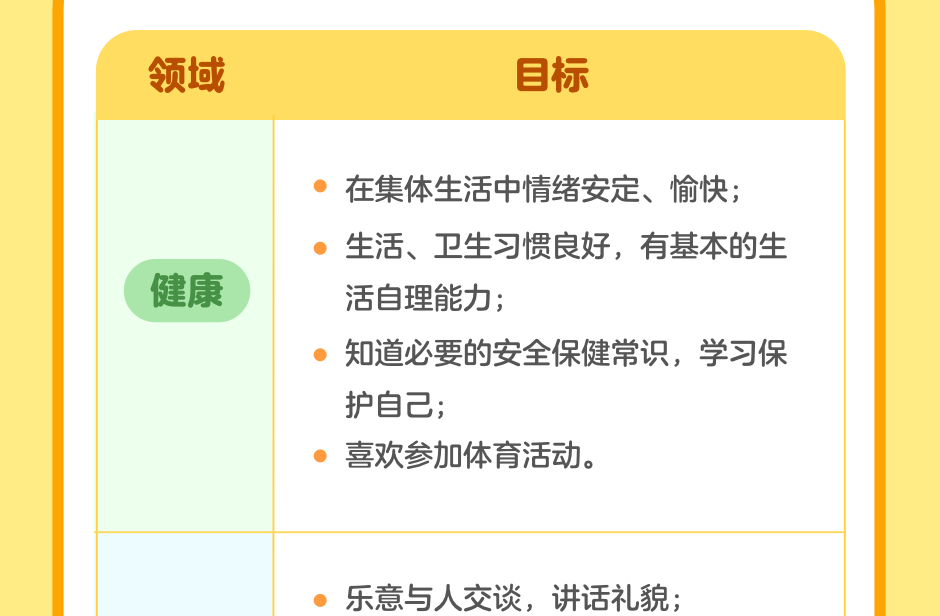 领域 目标
在集体生活中情绪安定、愉快；
生活、卫生习惯良好，有基本的生
活自理能力；
健康
知道必要的安全保健常识，学习保
护自己；
喜欢参加体育活动。
乐意与人交谈，讲话礼貌；